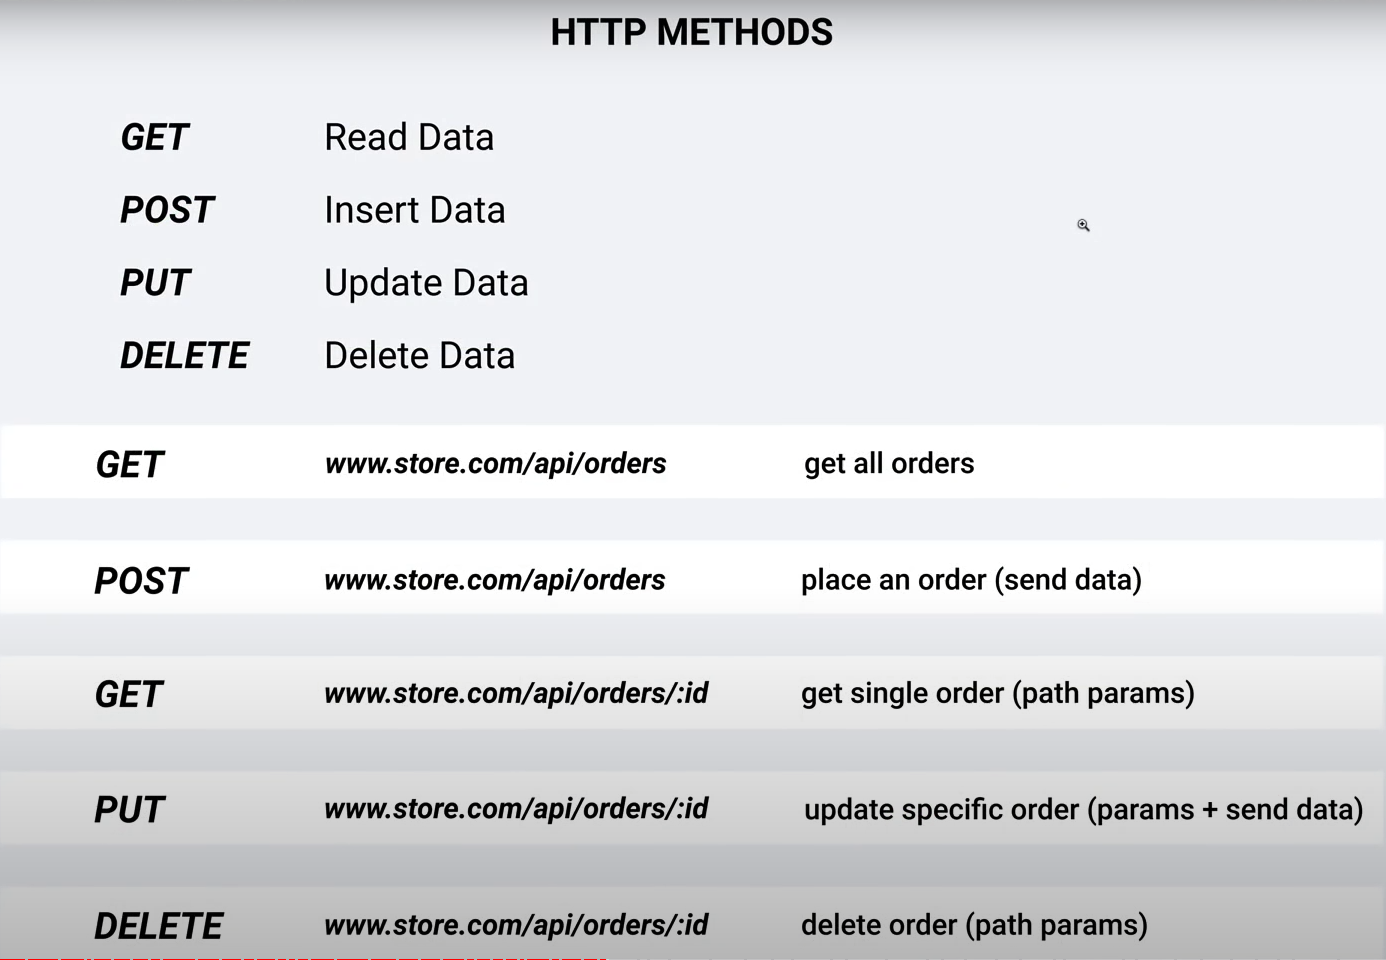 HTTP METHODS
GET Read Data
POST Insert Data
PUT Update Data
DELETE Delete Data
GET www.store.com/api/orders get all orders
POST www.store.com/api/orders place an order (send data)
GET www.store.com/api/orders/:id get single order (path params)
PUT www.store.com/api/orders/:id update specific order (params + send data)
DELETE www.store.com/api/orders/:id delete order (path params)